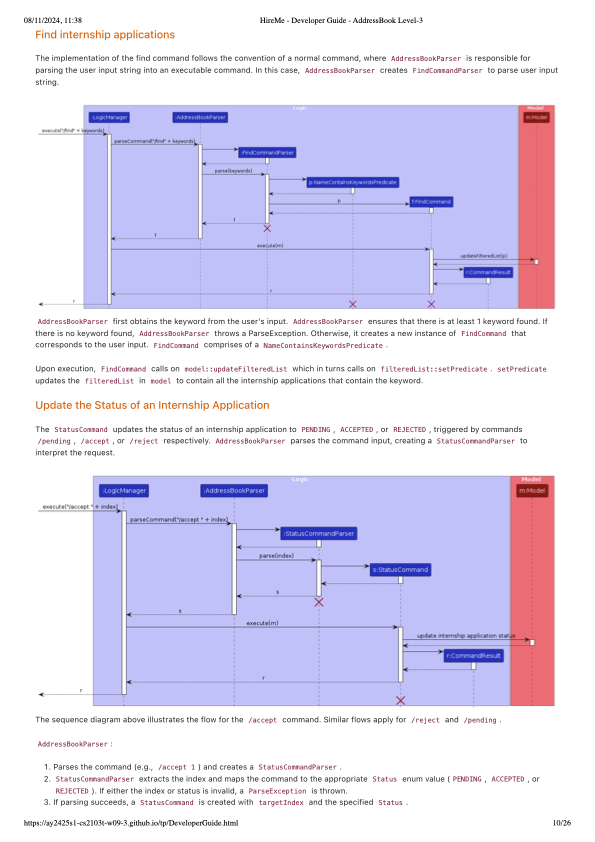 08/11/2024, 11:38
HireMe - Developer Guide - AddressBook Level-3
Find internship applications
The implementation of the find command follows the convention of a normal command, where AddressBookParser is responsible for
parsing the user input string into an executable command. In this case, AddressBookParser creates FindCommandParser to parse user input
string.
Logic
Model
:LogicManager
:AddressBookParser
m:Model
execute("/find" + keywords)
parseCommand("/find" + keywords)
:FindCommandParser
parse(keywords)
p:NameContainsKeywordsPredicate
p
f:FindCommand
f
f
execute(m)
updateFilteredList(p)
r:CommandResult
r
r
AddressBookParser first obtains the keyword from the user's input. AddressBookParser ensures that there is at least 1 keyword found. If
there is no keyword found, AddressBookParser throws a ParseException. Otherwise, it creates a new instance of FindCommand that
corresponds to the user input. FindCommand comprises of a NameContainsKeywordsPredicate .
Upon execution, FindCommand calls on model::updateFilteredList which in turns calls on filteredList::setPredicate . setPredicate
updates the filteredList in model to contain all the internship applications that contain the keyword.
Update the Status of an Internship Application
The StatusCommand updates the status of an internship application to PENDING , ACCEPTED , or REJECTED , triggered by commands
/pending , /accept , or /reject respectively. AddressBookParser parses the command input, creating a StatusCommandParser to
interpret the request.
Logic
Model
:LogicManager
:AddressBookParser
m:Model
execute("/accept " + index)
parseCommand("/accept " + index)
:StatusCommandParser
parse(index)
s:StatusCommand
s
s
execute(m)
update internship application status
r:CommandResult
r
r
The sequence diagram above illustrates the flow for the /accept command. Similar flows apply for /reject and /pending .
AddressBookParser :
1. Parses the command (e.g., /accept 1 ) and creates a StatusCommandParser .
2. StatusCommandParser extracts the index and maps the command to the appropriate Status enum value ( PENDING , ACCEPTED , or
REJECTED ). If either the index or status is invalid, a ParseException is thrown.
3. If parsing succeeds, a StatusCommand is created with targetIndex and the specified Status .
https://ay2425s1-cs2103t-w09-3.github.io/tp/DeveloperGuide.html
10/26